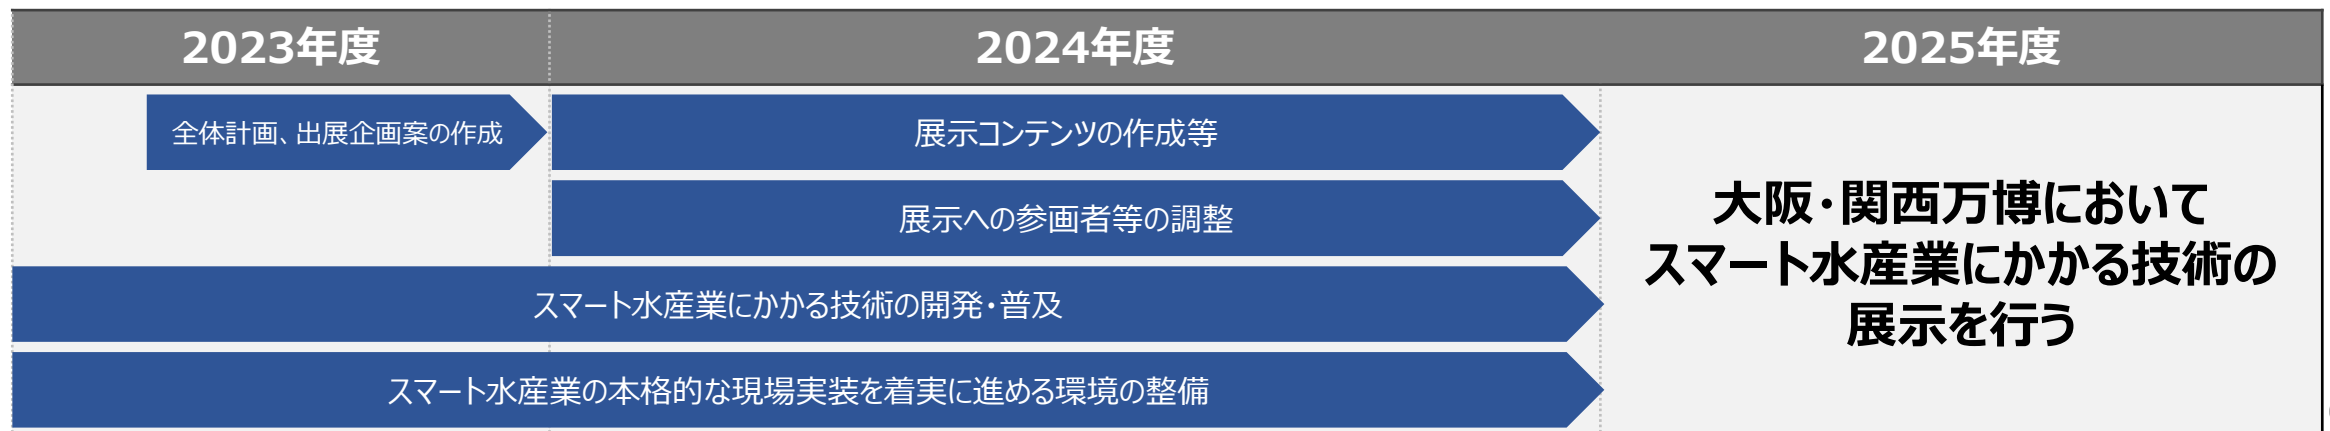 2023年度 2024年度 2025年度
全体計画、出展企画案の作成
展示コンテンツの作成等
展示への参画者等の調整
スマート水産業にかかる技術の開発・普及
スマート水産業の本格的な現場実装を着実に進める環境の整備
大阪・関西万博において
スマート水産業にかかる技術の
展示を行う